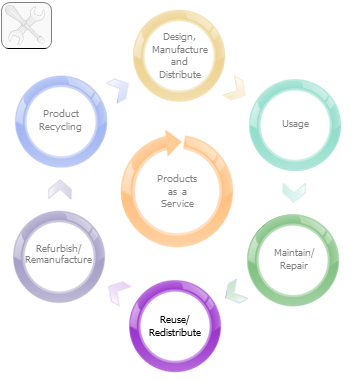 Design,
Manufacture
and
Distribute
Usage
Maintain/
Repair
Reuse/
Redistribute
Refurbish/
Remanufacture
Product
Recycling
Products
as a
Service